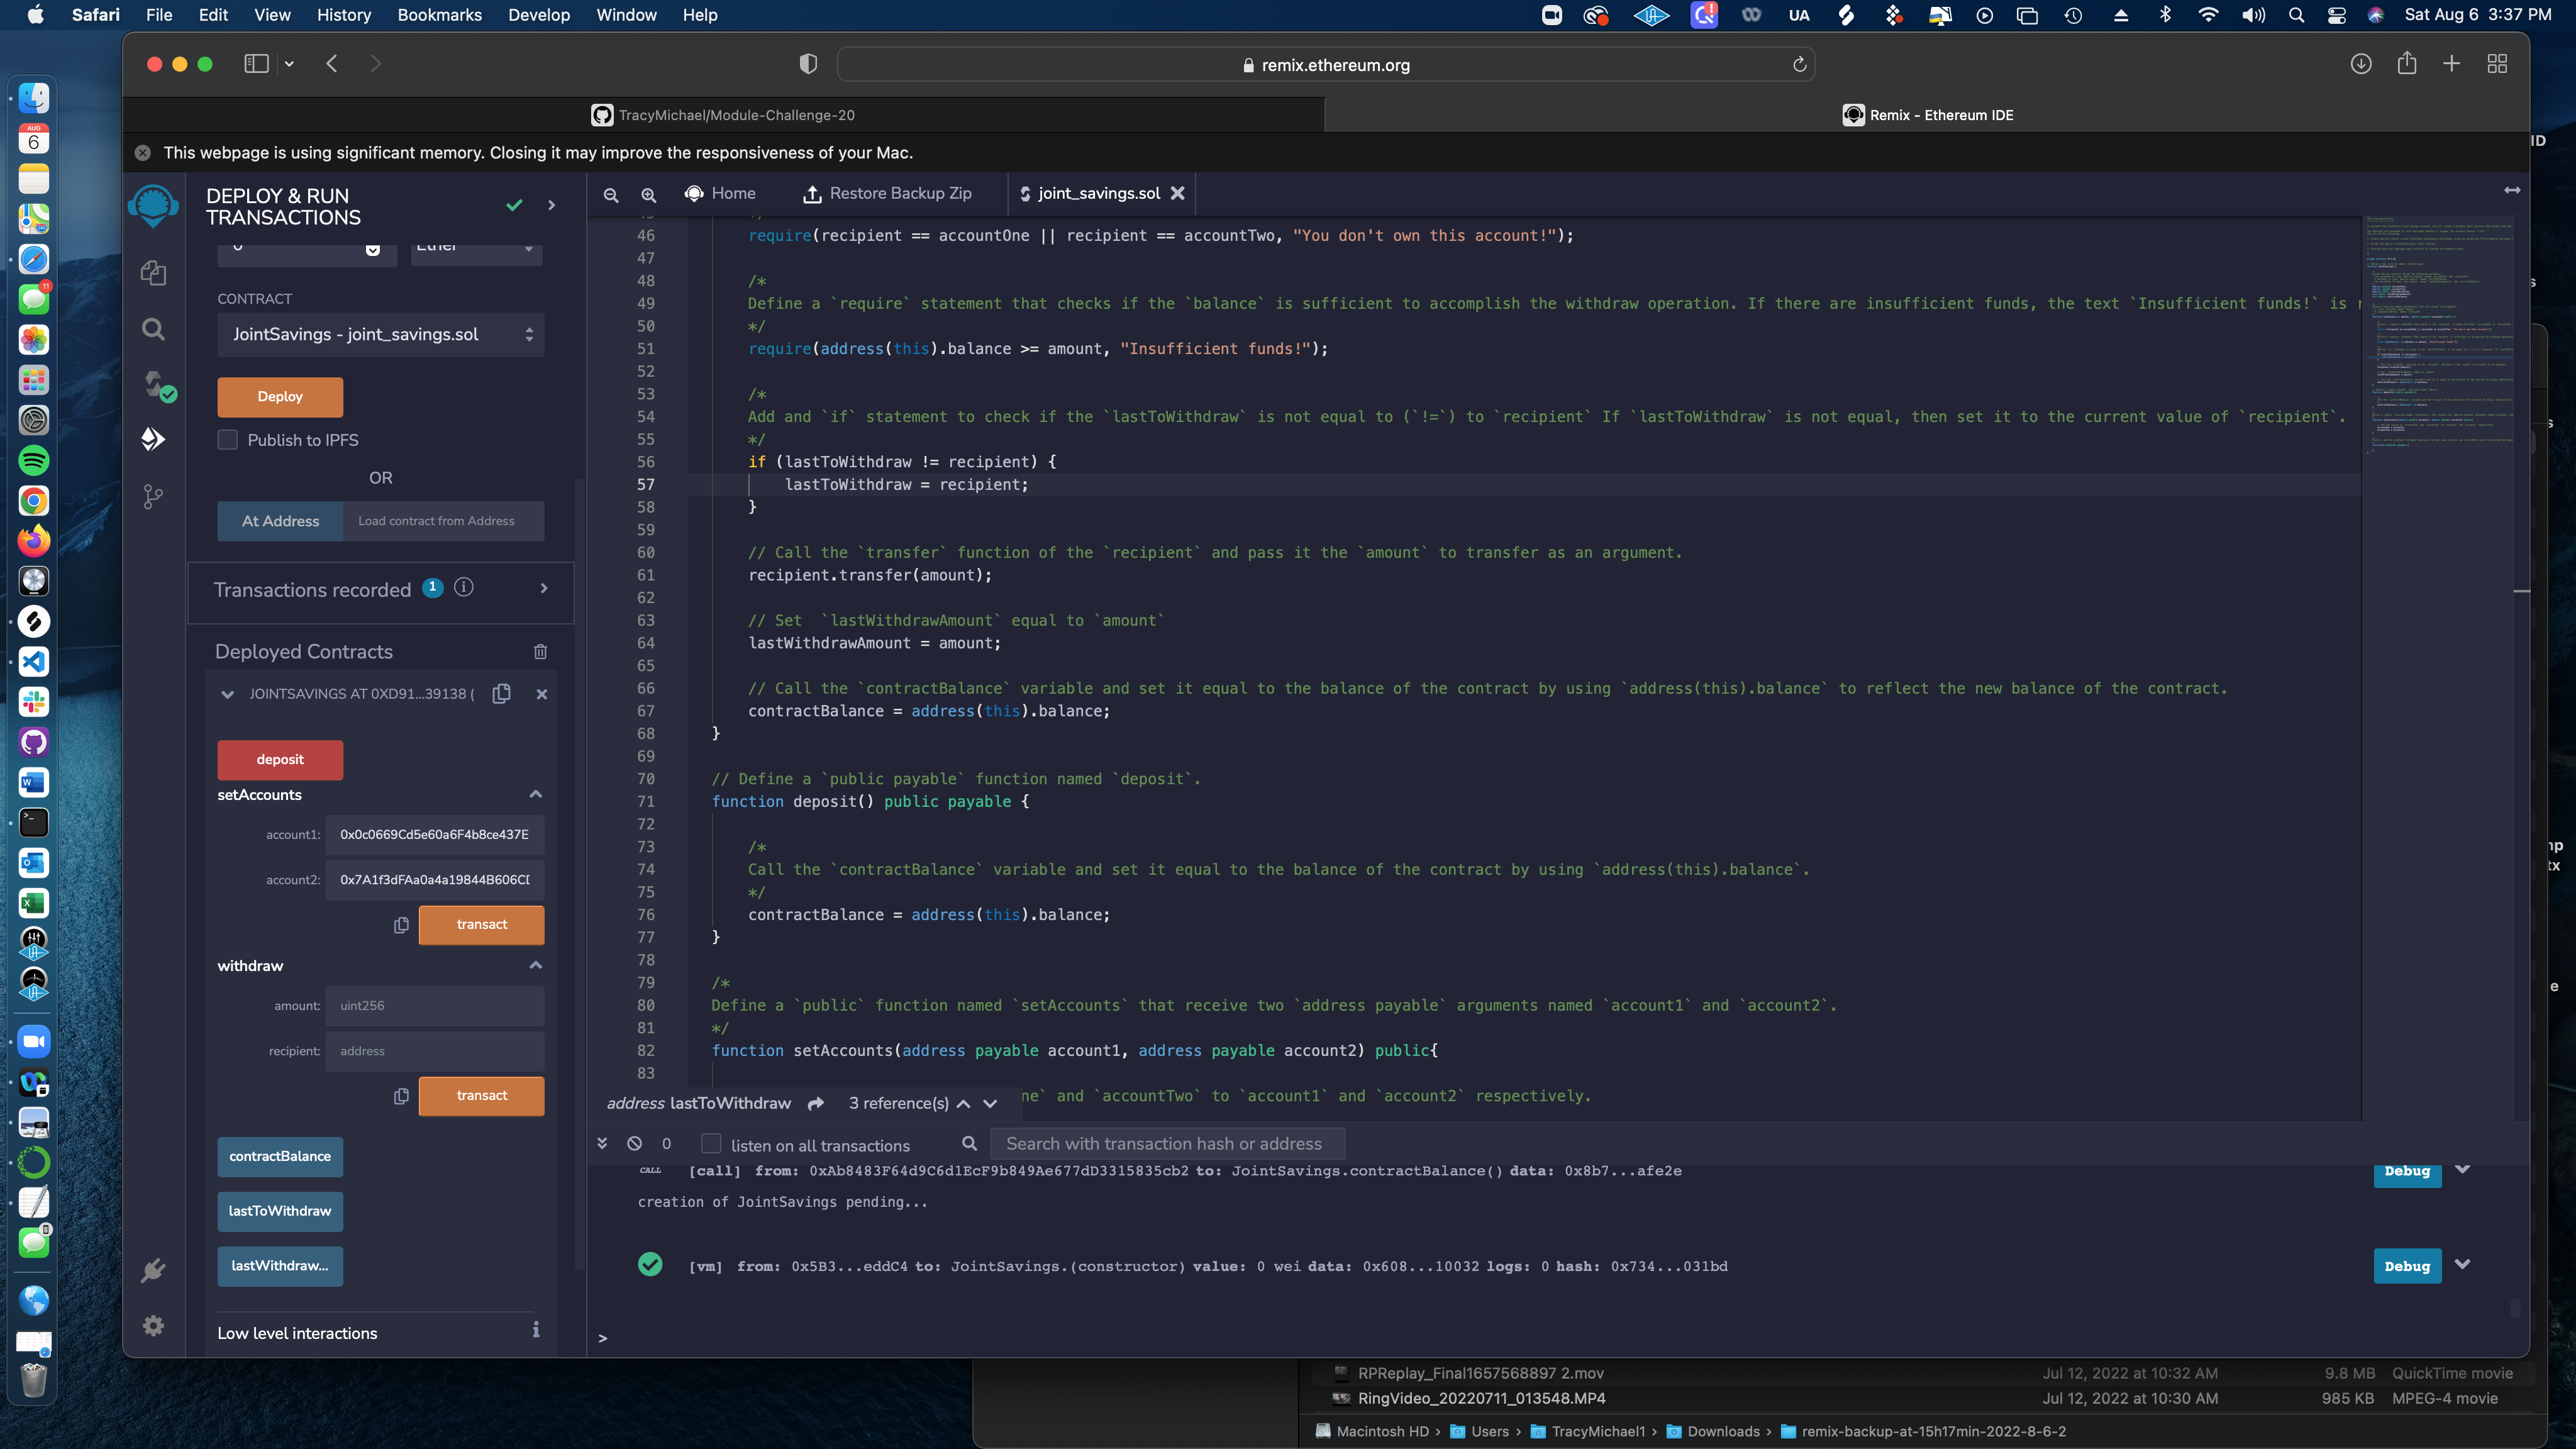 Safari File Edit View History Bookmarks Develop Window Help
UA
Sat Aug 6 3:37 PM
remix.ethereum.org
TracyMichael/Module-Challenge-20
Remix - Ethereum IDE
This webpage is using significant memory. Closing it may improve the responsiveness of your Mac.
AUG
6
11
DEPLOY & RUN
TRANSACTIONS
Home
Restore Backup Zip
joint_savings.sol
CONTRACT
JointSavings - joint_savings.sol
Deploy
Publish to IPFS
OR
At Address
Load contract from Address
Transactions recorded 1
Deployed Contracts
JOINTSAVINGS AT 0XD91...39138 (
deposit
setAccounts
account1: 0x0c0669Cd5e60a6F4b8ce437E
account2:
transact
withdraw
amount: uint256
recipient: address
transact
contractBalance
lastToWithdraw
lastWithdraw...
Low level interactions
46 require(recipient == accountOne || recipient == accountTwo, "You don't own this account!");
47
48 /*
49 Define a `require` statement that checks if the `balance` is sufficient to accomplish the withdraw operation. If there are insufficient funds, the text `Insufficient funds!` is
50 */
51 require(address(this).balance >= amount, "Insufficient funds!");
52
53 /*
54 Add and `if` statement to check if the `lastToWithdraw` is not equal to (`!=`) to `recipient` If `lastToWithdraw` is not equal, then set it to the current value of `recipient`.
55 */
56 if (lastToWithdraw != recipient) {
57 lastToWithdraw = recipient;
58 }
59
60 // Call the `transfer` function of the `recipient` and pass it the `amount` to transfer as an argument.
61 recipient.transfer(amount);
62
63 // Set  `lastWithdrawAmount` equal to `amount`
64 lastWithdrawAmount = amount;
65
66 // Call the `contractBalance` variable and set it equal to the balance of the contract by using `address(this).balance` to reflect the new balance of the contract.
67 contractBalance = address(this).balance;
68 }
69
70 // Define a `public payable` function named `deposit`.
71 function deposit() public payable {
72
73 /*
74 Call the `contractBalance` variable and set it equal to the balance of the contract by using `address(this).balance`.
75 */
76 contractBalance = address(this).balance;
77 }
78
79 /*
80 Define a `public` function named `setAccounts` that receive two `address payable` arguments named `account1` and `account2`.
81 */
82 function setAccounts(address payable account1, address payable account2) public{
83
ne` and `accountTwo` to `account1` and `account2` respectively.
address lastToWithdraw 3 reference(s)
0 listen on all transactions Search with transaction hash or address
CALL [call] from: 0xAb8483F64d9C6d1EcF9b849Ae677dD3315835cb2 to: JointSavings.contractBalance() data: 0x8b7...afe2e
Debug
creation of JointSavings pending...
[vm] from: 0x5B3...eddC4 to: JointSavings.(constructor) value: 0 wei data: 0x608...10032 logs: 0 hash: 0x734...031bd
Debug
>
RPReplay_Final1657568897 2.mov Jul 12, 2022 at 10:32 AM 9.8 MB QuickTime movie
RingVideo_20220711_013548.MP4 Jul 12, 2022 at 10:30 AM 985 KB MPEG-4 movie
Macintosh HD › Users › TracyMichael1 › Downloads › remix-backup-at-15h17min-2022-8-6-2